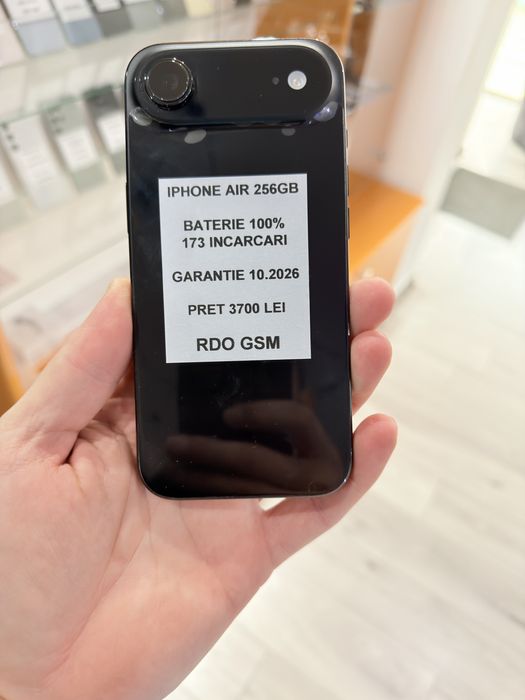 IPHONE AIR 256GB
BATERIE 100%
173 INCARCARI
GARANTIE 10.2026
PRET 3700 LEI
RDO GSM